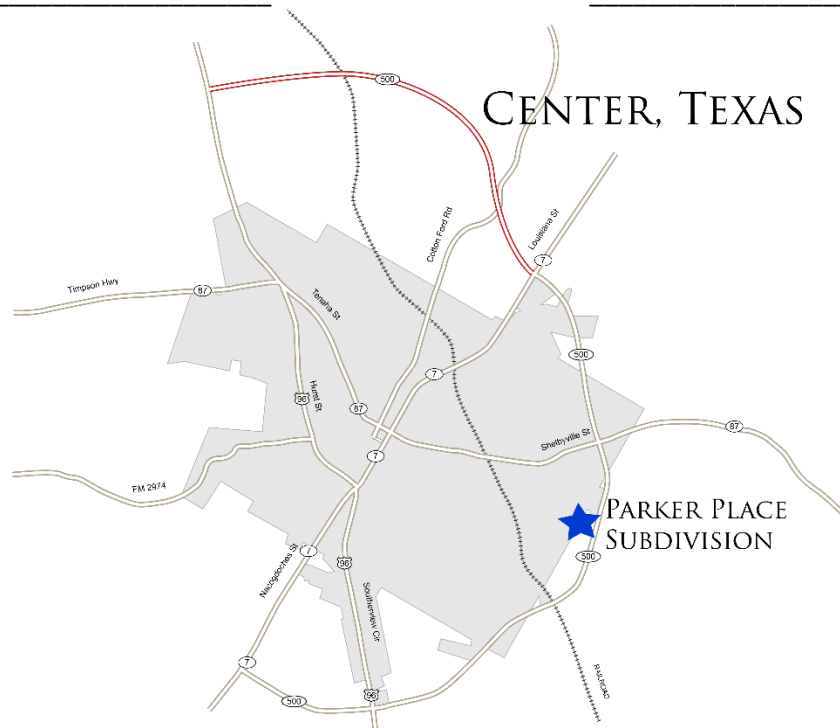 500
CENTER, TEXAS
Cotton Ford Rd
Louisiana St
7
Timpson Hwy
87
Tenaha St
500
7
Hurst St
96
87
Shelbyville St
87
7
FM 2974
PARKER PLACE
SUBDIVISION
Nacogdoches St
7
96
500
Southerview Cir
7
500
96
RAILROAD